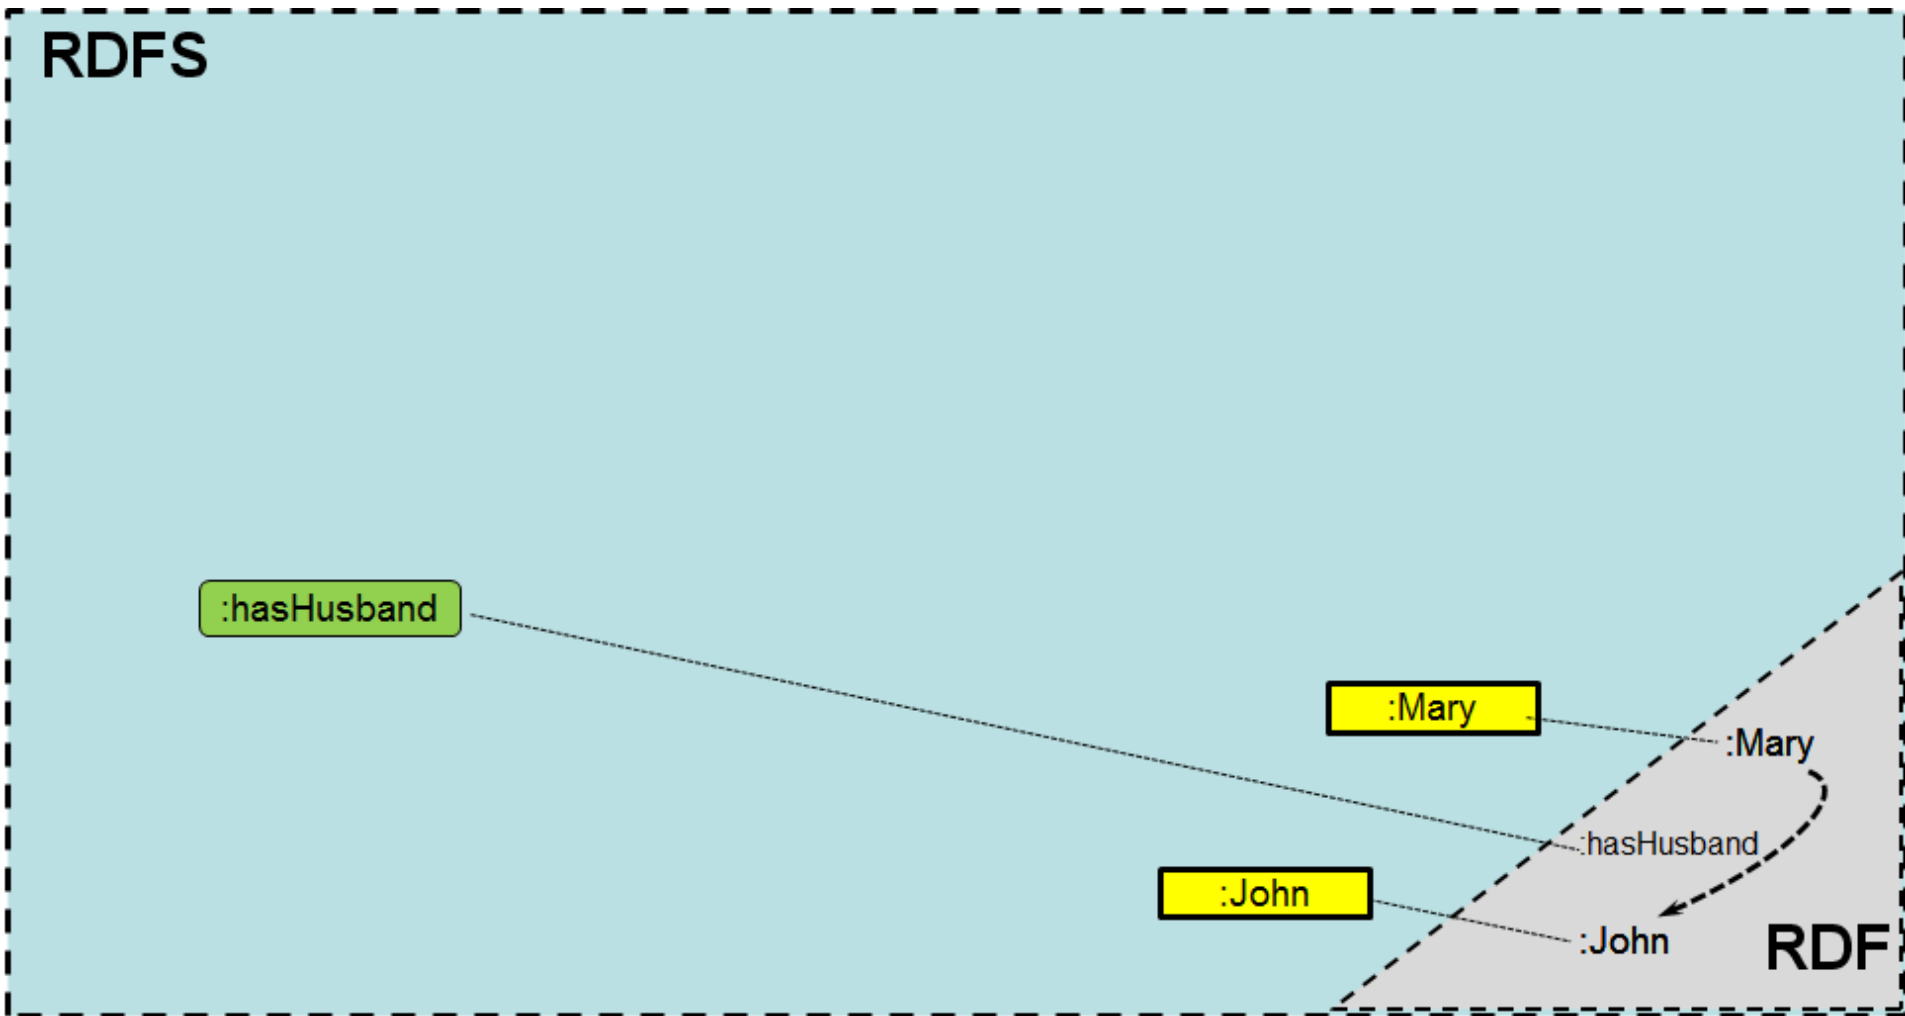 RDFS
:hasHusband
:Mary
:Mary
:hasHusband
:John
:John
RDF